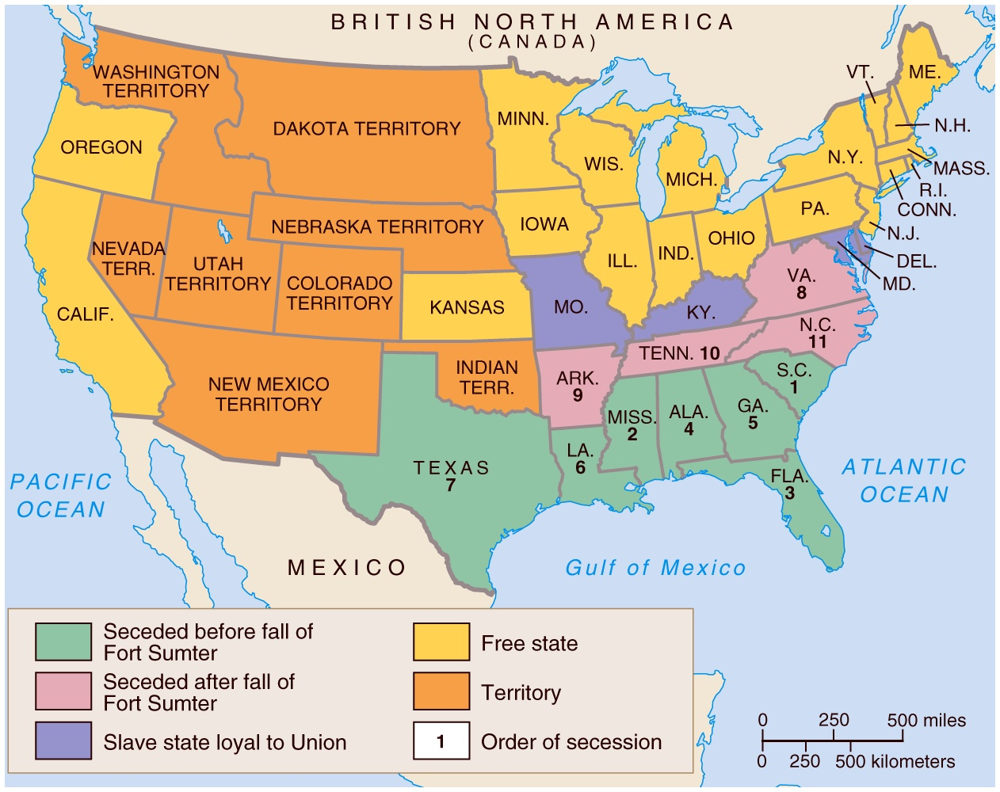 BRITISH NORTH AMERICA
(CANADA)
WASHINGTON
TERRITORY
OREGON
DAKOTA TERRITORY
MINN.
WIS.
MICH.
VT.
ME.
N.H.
N.Y.
MASS.
R.I.
CONN.
PA.
N.J.
DEL.
MD.
NEBRASKA TERRITORY
IOWA
NEVADA
TERR.
UTAH
TERRITORY
COLORADO
TERRITORY
ILL.
IND.
OHIO
CALIF.
KANSAS
MO.
KY.
VA.
8
N.C.
11
TENN. 10
NEW MEXICO
TERRITORY
INDIAN
TERR.
ARK.
9
S.C.
1
MISS.
2
ALA.
4
GA.
5
TEXAS
7
LA.
6
FLA.
3
PACIFIC
OCEAN
ATLANTIC
OCEAN
MEXICO
Gulf of Mexico
Seceded before fall of
Fort Sumter
Seceded after fall of
Fort Sumter
Slave state loyal to Union
Free state
Territory
1 Order of secession
0 250 500 miles
0 250 500 kilometers